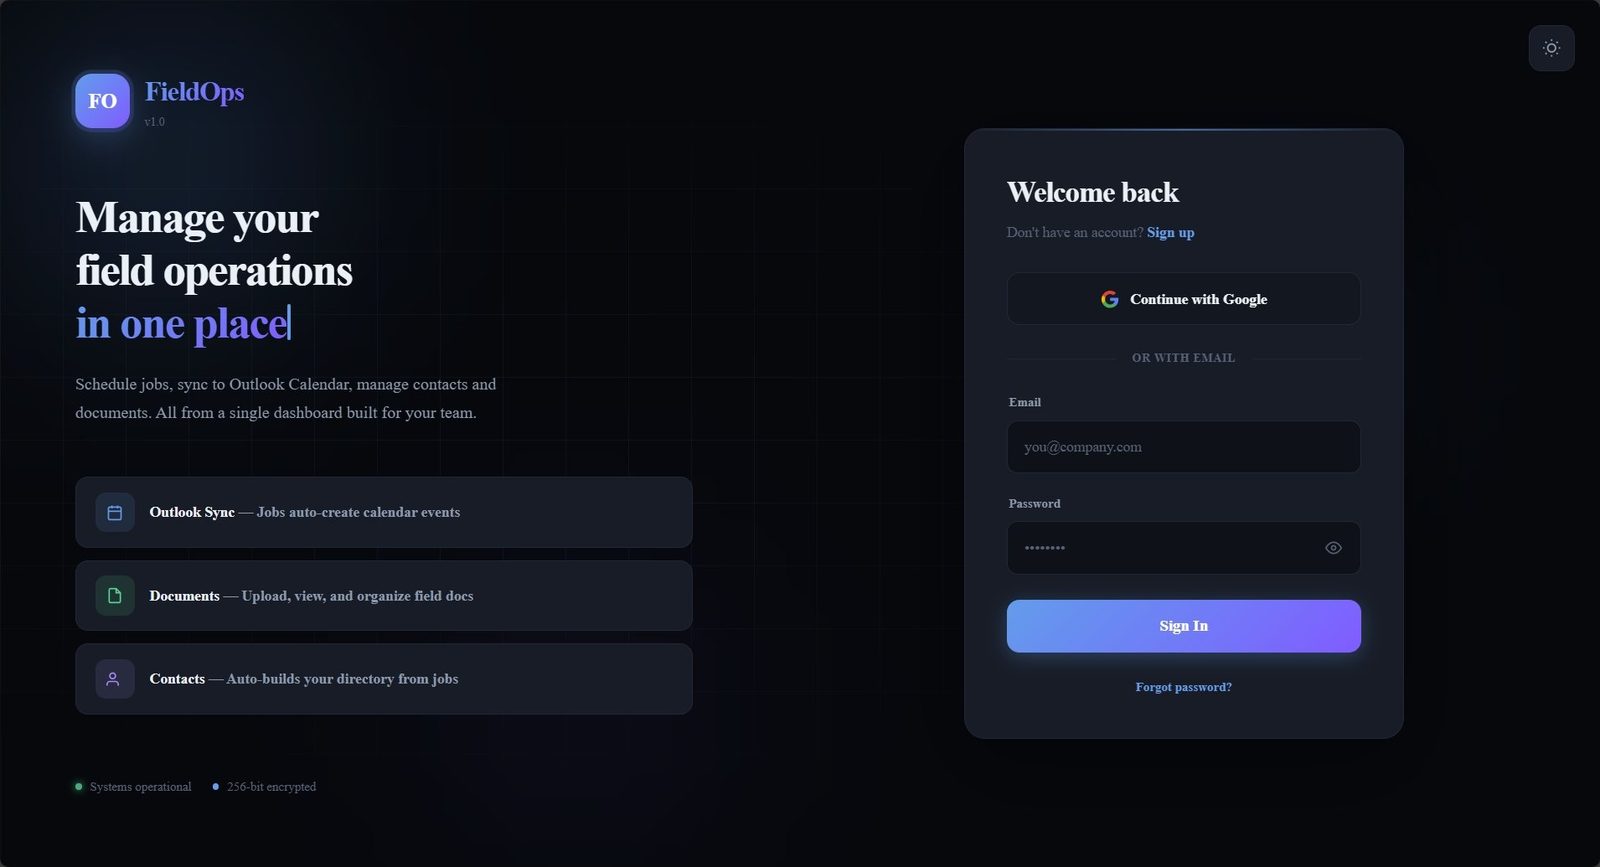 FO
FieldOps
v1.0
Manage your
field operations
in one place
Schedule jobs, sync to Outlook Calendar, manage contacts and
documents. All from a single dashboard built for your team.
Outlook Sync — Jobs auto-create calendar events
Documents — Upload, view, and organize field docs
Contacts — Auto-builds your directory from jobs
Systems operational
256-bit encrypted
Welcome back
Don't have an account? Sign up
Continue with Google
OR WITH EMAIL
Email
you@company.com
Password
••••••••
Sign In
Forgot password?